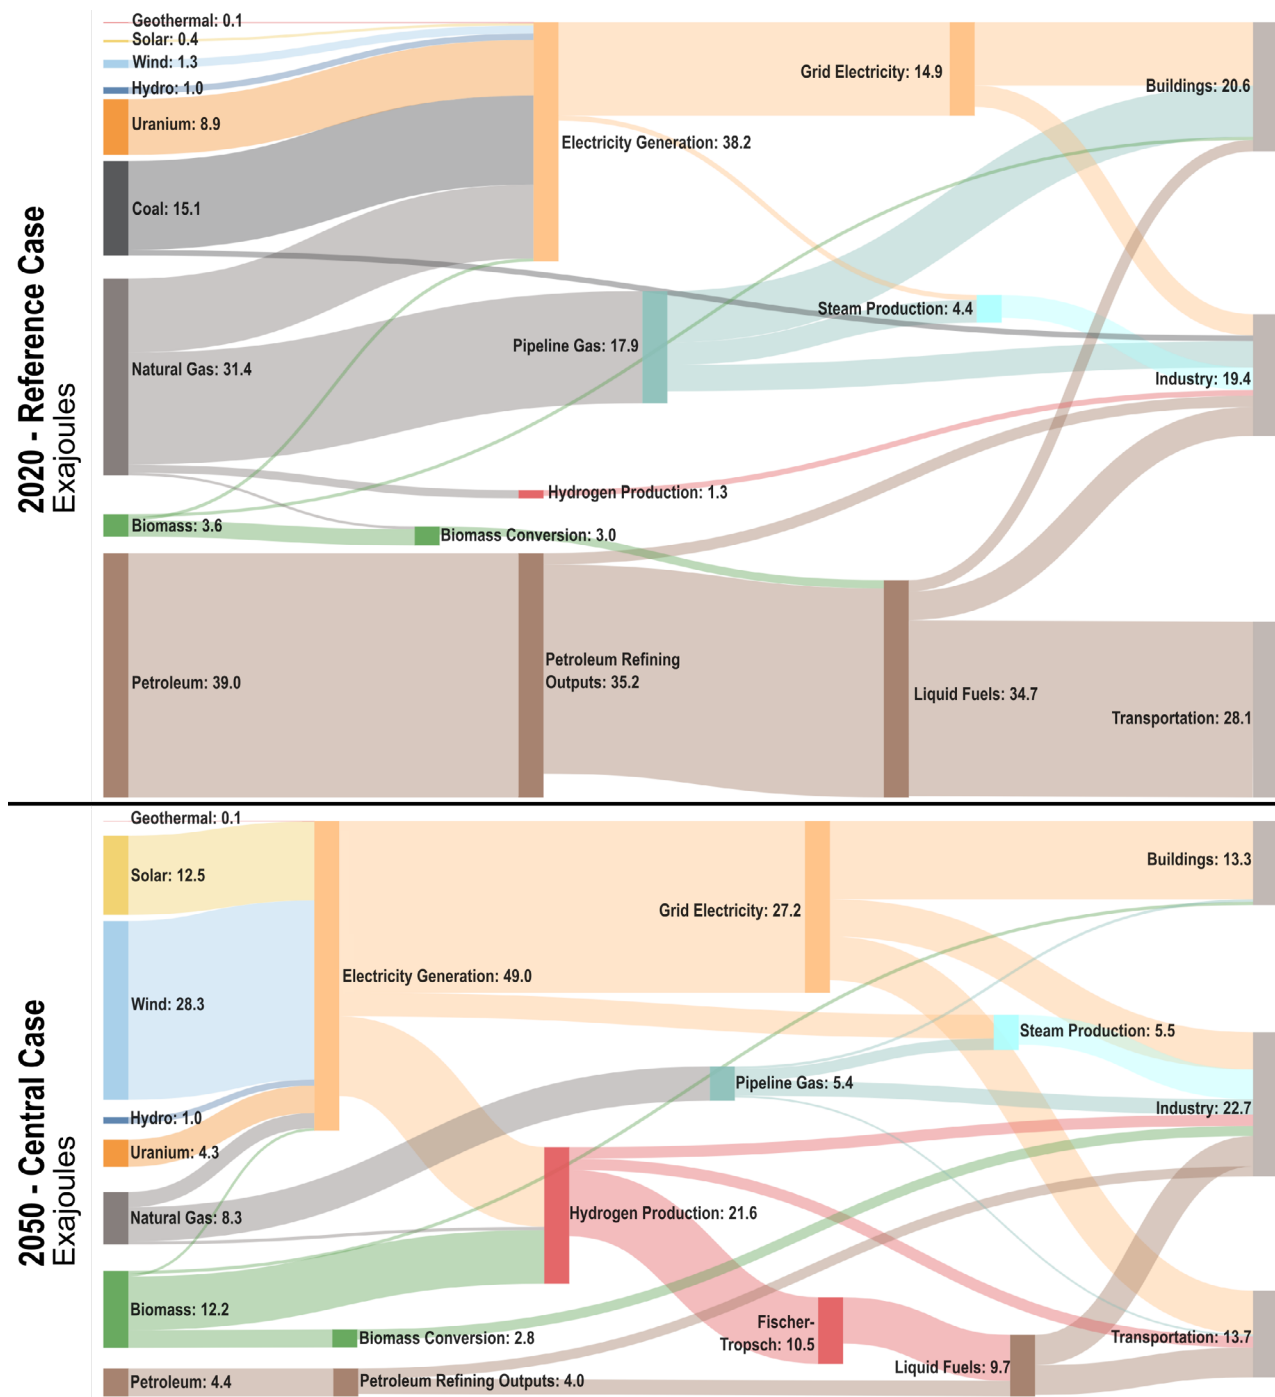 2020 - Reference Case
Exajoules
Geothermal: 0.1
Solar: 0.4
Wind: 1.3
Hydro: 1.0
Uranium: 8.9
Coal: 15.1
Natural Gas: 31.4
Biomass: 3.6
Petroleum: 39.0
Electricity Generation: 38.2
Grid Electricity: 14.9
Pipeline Gas: 17.9
Steam Production: 4.4
Hydrogen Production: 1.3
Biomass Conversion: 3.0
Petroleum Refining
Outputs: 35.2
Liquid Fuels: 34.7
Buildings: 20.6
Industry: 19.4
Transportation: 28.1
2050 - Central Case
Exajoules
Geothermal: 0.1
Solar: 12.5
Wind: 28.3
Hydro: 1.0
Uranium: 4.3
Natural Gas: 8.3
Biomass: 12.2
Petroleum: 4.4
Electricity Generation: 49.0
Grid Electricity: 27.2
Steam Production: 5.5
Pipeline Gas: 5.4
Hydrogen Production: 21.6
Biomass Conversion: 2.8
Petroleum Refining Outputs: 4.0
Fischer-
Tropsch: 10.5
Liquid Fuels: 9.7
Buildings: 13.3
Industry: 22.7
Transportation: 13.7